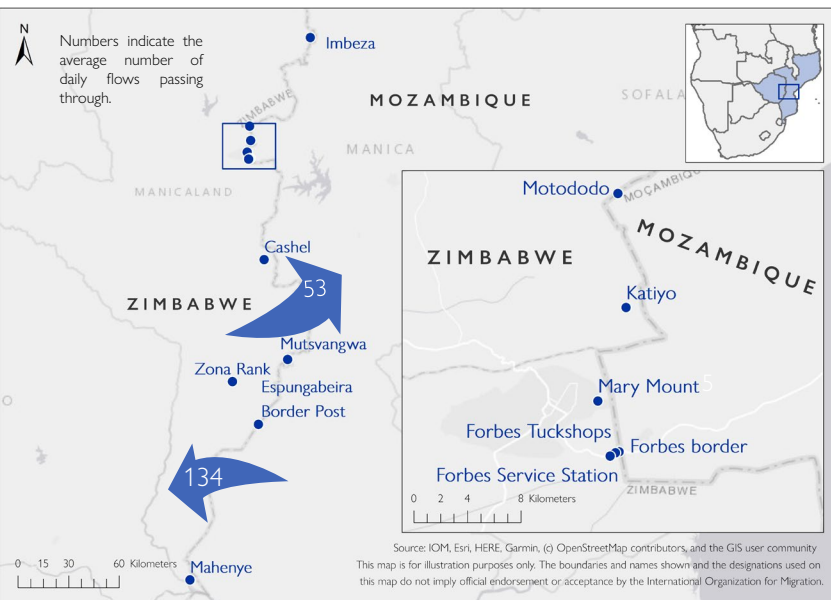 N
Numbers indicate the
average number of
daily flows passing
through.
Imbeza
ZIMBABWE
MOZAMBIQUE
SOFALA
MANICA
MANICALAND
Cashel
53
ZIMBABWE
Mutsvangwa
Zona Rank
Espungabeira
Border Post
134
Mahenye
0 15 30 60 Kilometers
Motododo
MOÇAMBIQU
ZIMBABWE
MOZAMBIQUE
Katiyo
Mary Mount
5
Forbes Tuckshops
Forbes border
Forbes Service Station
ZIMBABWE
0 2 4 8 Kilometers
Source: IOM, Esri, HERE, Garmin, (c) OpenStreetMap contributors, and the GIS user community
This map is for illustration purposes only. The boundaries and names shown and the designations used on
this map do not imply official endorsement or acceptance by the International Organization for Migration.